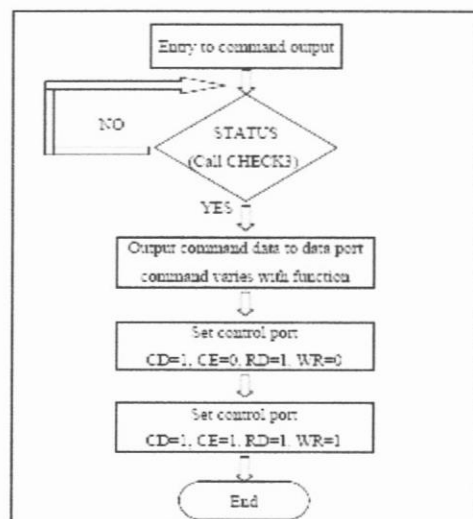 Entry to command output
NO
STATUS
(Call CHECK3)
YES
Output command data to data port
command varies with function
Set control port
CD=1, CE=0, RD=1, WR=0
Set control port
CD=1, CE=1, RD=1, WR=1
End